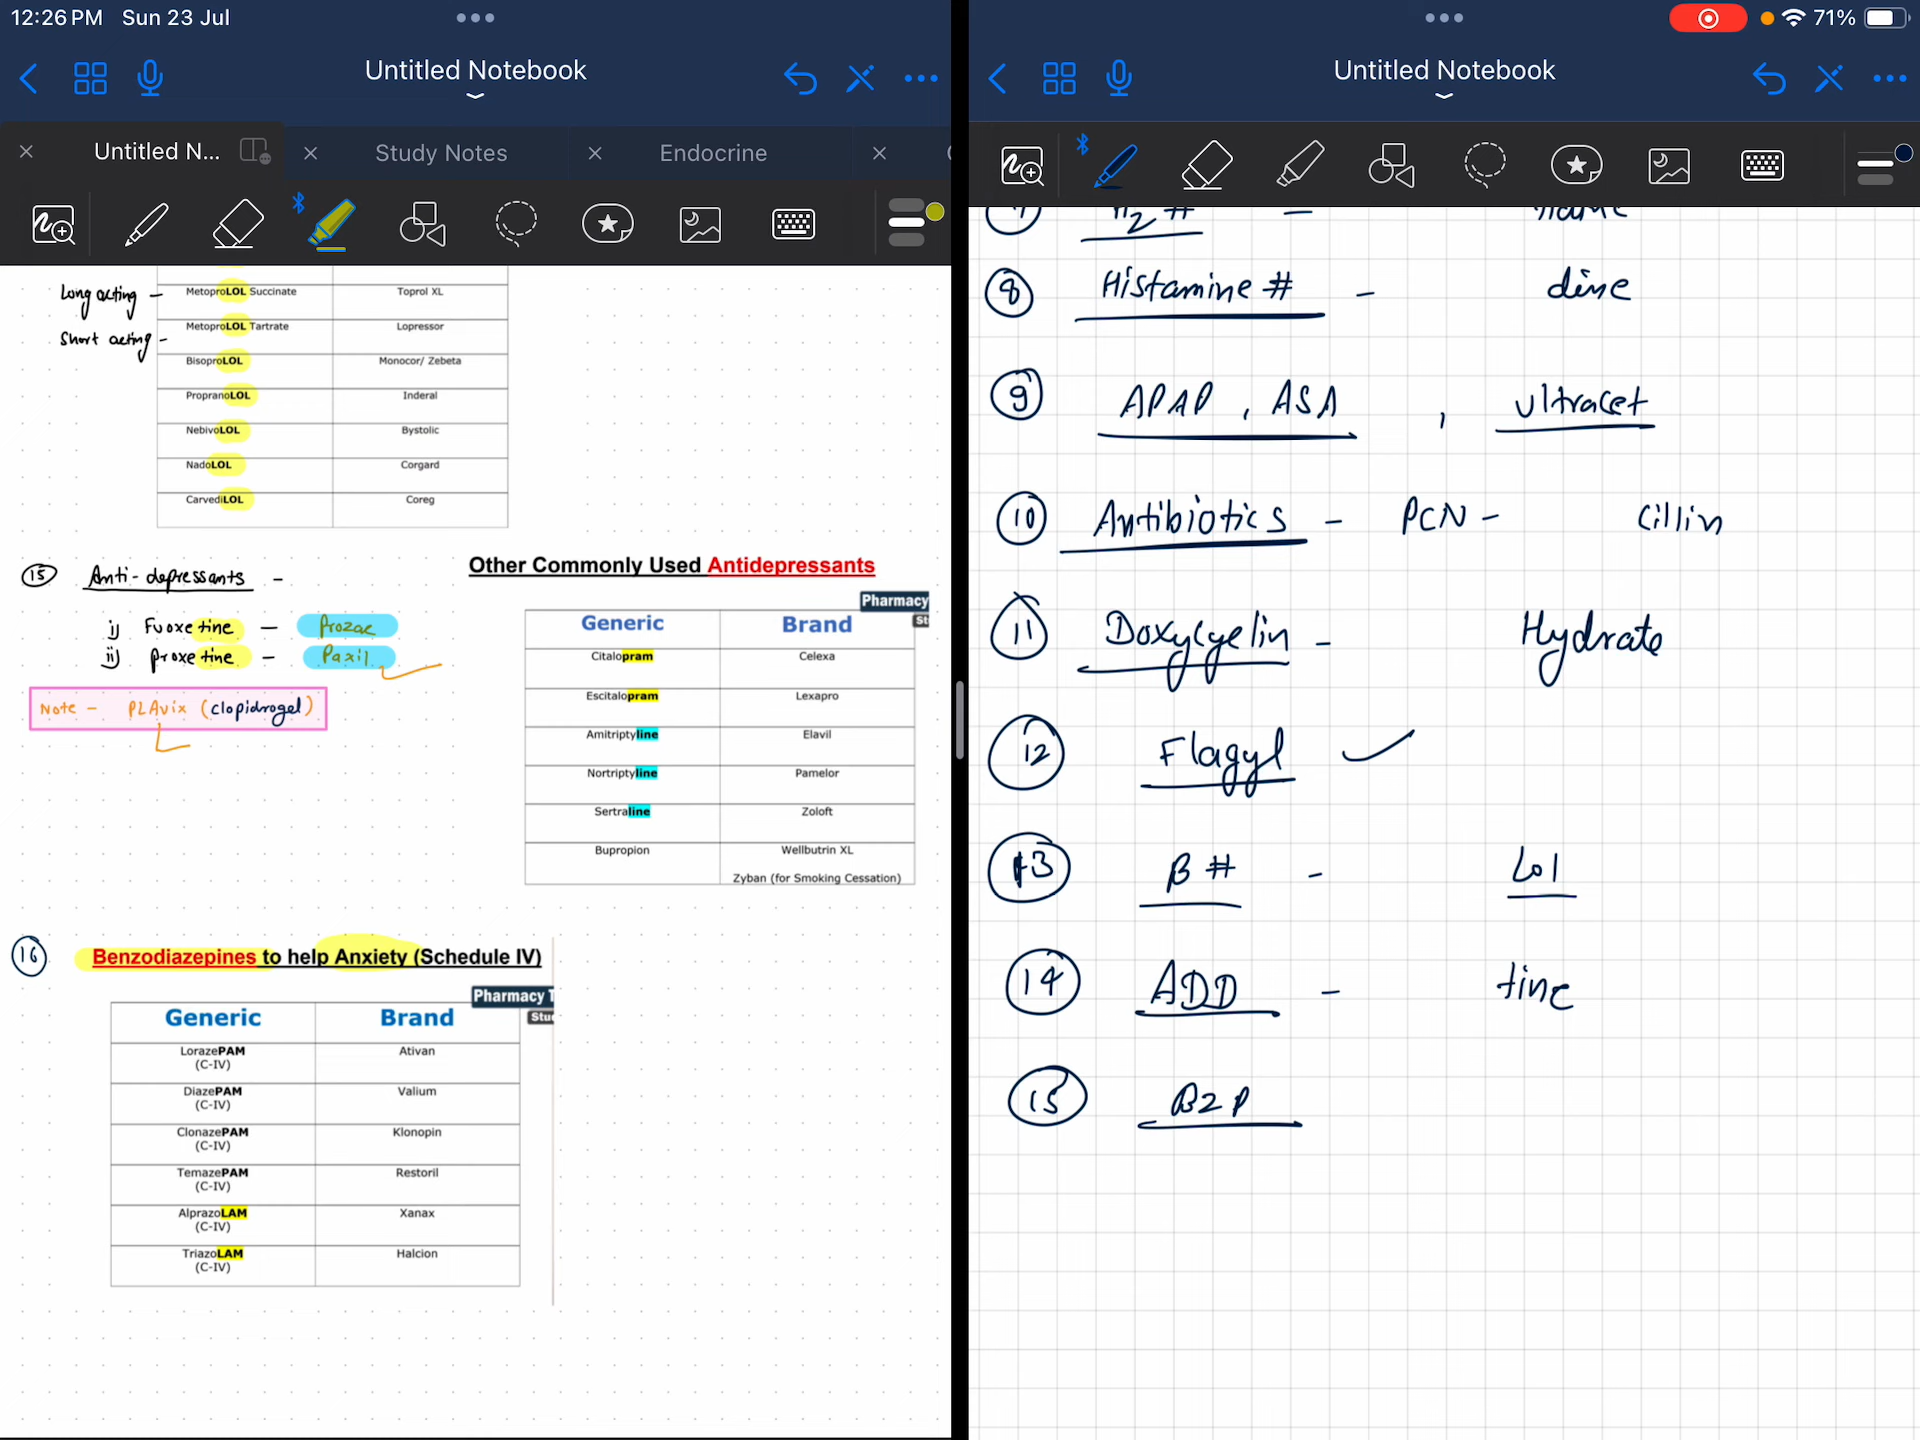 12:26 PM Sun 23 Jul
71%
Untitled Notebook
Untitled N...
Study Notes
Endocrine
Long acting -
MetoproLOL Succinate
Toprol XL
Short acting -
MetoproLOL Tartrate
Lopressor
BisoproLOL
Monocor/ Zebeta
PropranoLOL
Inderal
NebivoLOL
Bystolic
NadoLOL
Corgard
CarvediLOL
Coreg
15 Anti-depressants -
i) Fuoxetine - Prozac
ii) proxetine - Paxil
Note - PLAvix (clopidrogel)
Other Commonly Used Antidepressants
Pharmacy
St
Generic
Brand
Citalopram
Celexa
Escitalopram
Lexapro
Amitriptyline
Elavil
Nortriptyline
Pamelor
Sertraline
Zoloft
Bupropion
Wellbutrin XL
Zyban (for Smoking Cessation)
16 Benzodiazepines to help Anxiety (Schedule IV)
Pharmacy T
Stu
Generic
Brand
LorazePAM
(C-IV)
Ativan
DiazePAM
(C-IV)
Valium
ClonazePAM
(C-IV)
Klonopin
TemazePAM
(C-IV)
Restoril
AlprazoLAM
(C-IV)
Xanax
TriazoLAM
(C-IV)
Halcion
Untitled Notebook
8 Histamine # - dine
9 APAP, ASA , ultracet
10 Antibiotics - PCN - cillin
11 Doxylcyelin - Hydrate
12 Flagyl
13 B # - Lol
14 ADD - tine
15 BZP